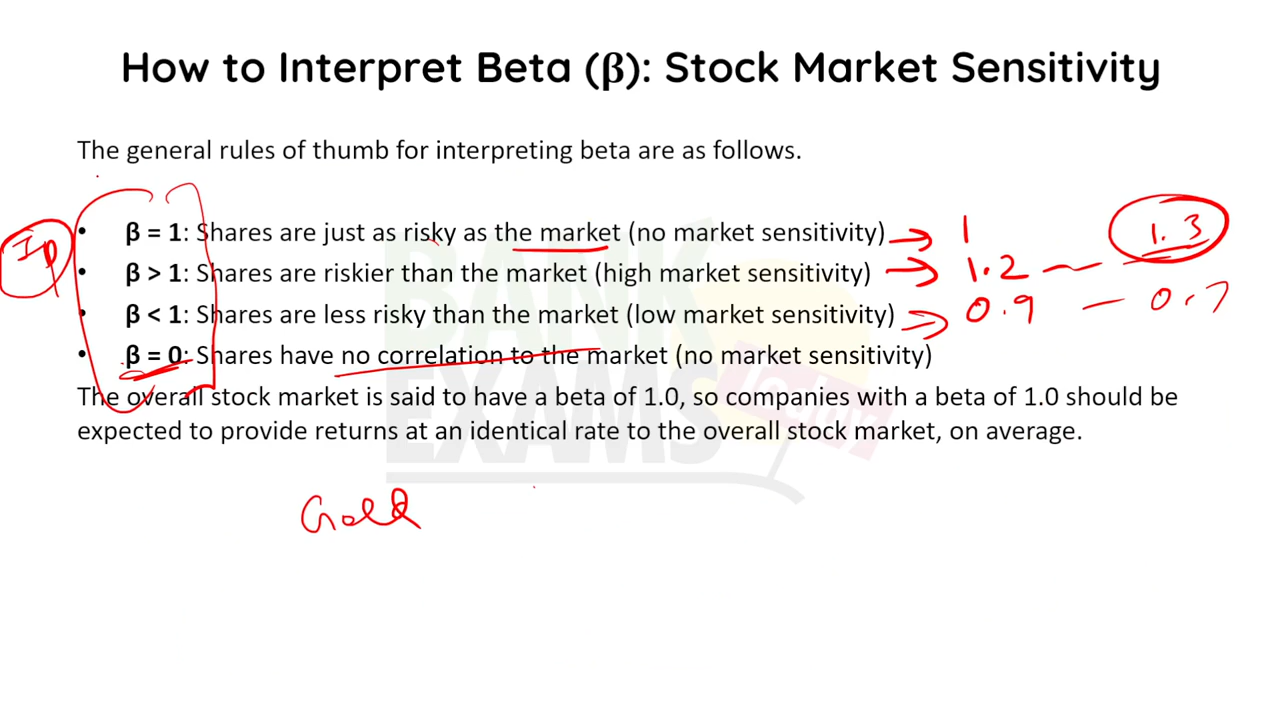 How to Interpret Beta (β): Stock Market Sensitivity
The general rules of thumb for interpreting beta are as follows.
• β = 1: Shares are just as risky as the market (no market sensitivity) 1 1.3
• β > 1: Shares are riskier than the market (high market sensitivity) 1.2
• β < 1: Shares are less risky than the market (low market sensitivity) 0.9 0.7
• β = 0: Shares have no correlation to the market (no market sensitivity)
The overall stock market is said to have a beta of 1.0, so companies with a beta of 1.0 should be
expected to provide returns at an identical rate to the overall stock market, on average.
Gold
BANK
EXAMS
Today